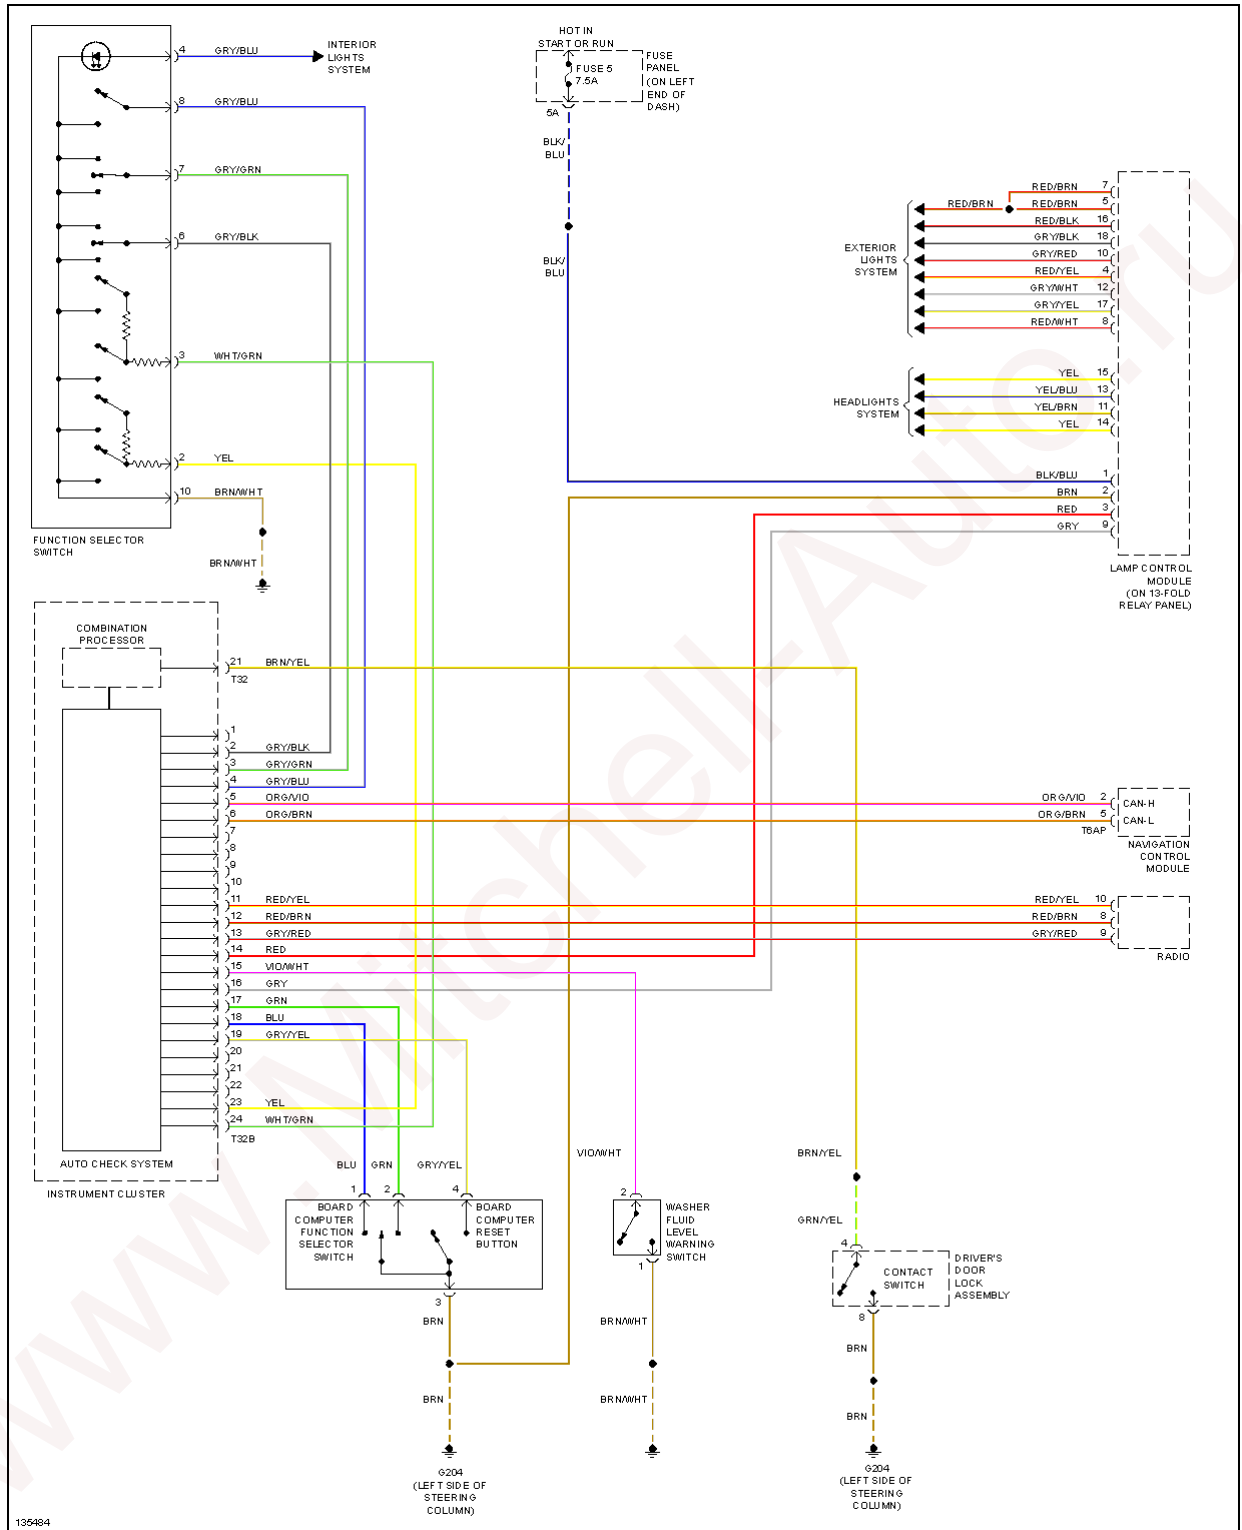 HOT IN
START OR RUN
4 GRY/BLU
INTERIOR
LIGHTS
SYSTEM
FUSE 5
7.5A
FUSE
PANEL
(ON LEFT
END OF
DASH)
8 GRY/BLU
5A
BLK/
BLU
7 GRY/GRN
6 GRY/BLK
BLK/
BLU
3 WHT/GRN
2 YEL
10 BRN/WHT
BRN/WHT
FUNCTION SELECTOR
SWITCH
RED/BRN 7
RED/BRN
RED/BRN 5
RED/BLK 16
GRY/BLK 18
GRY/RED 10
RED/YEL 4
GRY/WHT 12
GRY/YEL 17
RED/WHT 8
EXTERIOR
LIGHTS
SYSTEM
YEL 15
YEL/BLU 13
YEL/BRN 11
YEL 14
HEADLIGHTS
SYSTEM
BLK/BLU 1
BRN 2
RED 3
GRY 9
LAMP CONTROL
MODULE
(ON 13-FOLD
RELAY PANEL)
COMBINATION
PROCESSOR
21 BRN/YEL
T32
1
2 GRY/BLK
3 GRY/GRN
4 GRY/BLU
5 ORG/VIO
6 ORG/BRN
7
8
9
10
11 RED/YEL
12 RED/BRN
13 GRY/RED
14 RED
15 VIO/WHT
16 GRY
17 GRN
18 BLU
19 GRY/YEL
20
21
22
23 YEL
24 WHT/GRN
T32B
AUTO CHECK SYSTEM
INSTRUMENT CLUSTER
ORG/VIO 2 CAN-H
ORG/BRN 5 CAN-L
T6AP
NAVIGATION
CONTROL
MODULE
RED/YEL 10
RED/BRN 8
GRY/RED 9
RADIO
BLU GRN GRY/YEL
1 2 4
BOARD
COMPUTER
FUNCTION
SELECTOR
SWITCH
BOARD
COMPUTER
RESET
BUTTON
3
BRN
BRN
G204
(LEFT SIDE OF
STEERING
COLUMN)
VIO/WHT
2
WASHER
FLUID
LEVEL
WARNING
SWITCH
1
BRN/WHT
BRN/WHT
BRN/YEL
GRN/YEL
4
CONTACT
SWITCH
DRIVER'S
DOOR
LOCK
ASSEMBLY
8
BRN
BRN
G204
(LEFT SIDE OF
STEERING
COLUMN)
135484
www.Mitchell-Auto.ru